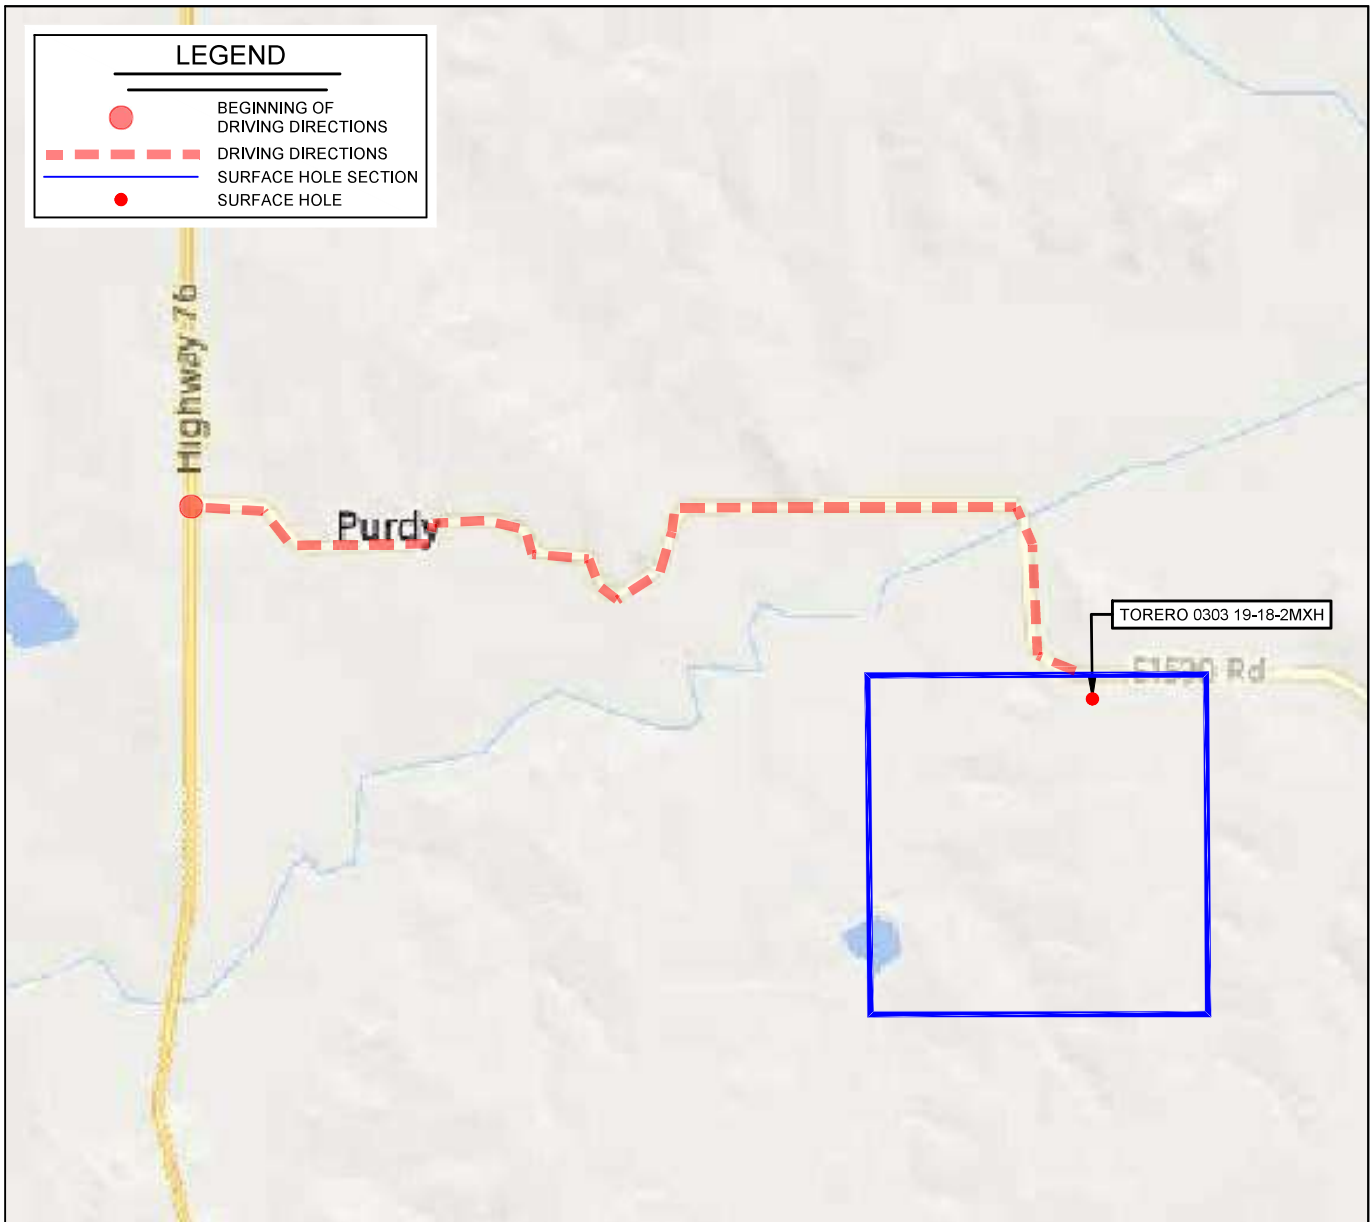 LEGEND
BEGINNING OF
DRIVING DIRECTIONS
DRIVING DIRECTIONS
SURFACE HOLE SECTION
SURFACE HOLE
Highway 76
Purdy
TORERO 0303 19-18-2MXH
Rd